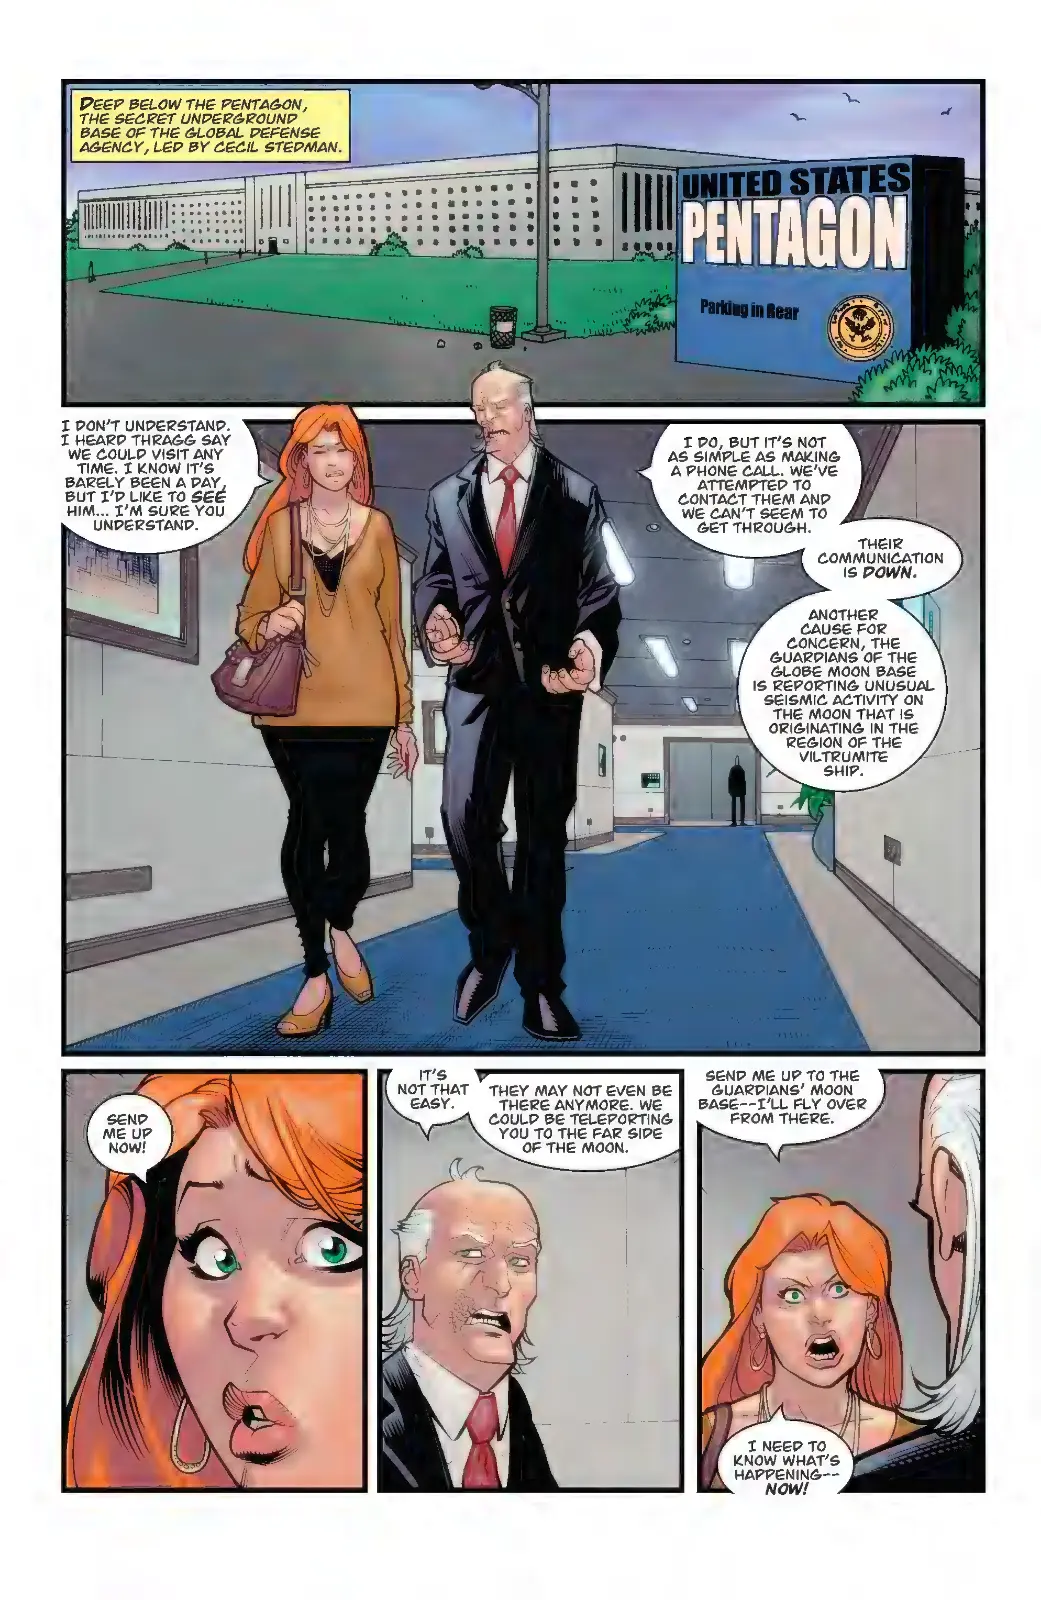 DEEP BELOW THE PENTAGON,
THE SECRET UNDERGROUND
BASE OF THE GLOBAL DEFENSE
AGENCY, LED BY CECIL STEDMAN.
UNITED STATES
PENTAGON
Parking in Rear
I DON'T UNDERSTAND.
I HEARD THRAGG SAY
WE COULD VISIT ANY
TIME. I KNOW IT'S
BARELY BEEN A DAY,
BUT I'D LIKE TO SEE
HIM... I'M SURE YOU
UNDERSTAND.
I DO, BUT IT'S NOT
AS SIMPLE AS MAKING
A PHONE CALL. WE'VE
ATTEMPTED TO
CONTACT THEM AND
WE CAN'T SEEM TO
GET THROUGH.
THEIR
COMMUNICATION
IS DOWN.
ANOTHER
CAUSE FOR
CONCERN, THE
GUARDIANS OF THE
GLOBE MOON BASE
IS REPORTING UNUSUAL
SEISMIC ACTIVITY ON
THE MOON THAT IS
ORIGINATING IN THE
REGION OF THE
VILTRUMITE
SHIP.
SEND
ME UP
NOW!
IT'S
NOT THAT
EASY.
THEY MAY NOT EVEN BE
THERE ANYMORE. WE
COULD BE TELEPORTING
YOU TO THE FAR SIDE
OF THE MOON.
SEND ME UP TO THE
GUARDIANS' MOON
BASE--I'LL FLY OVER
FROM THERE.
I NEED TO
KNOW WHAT'S
HAPPENING--
NOW!